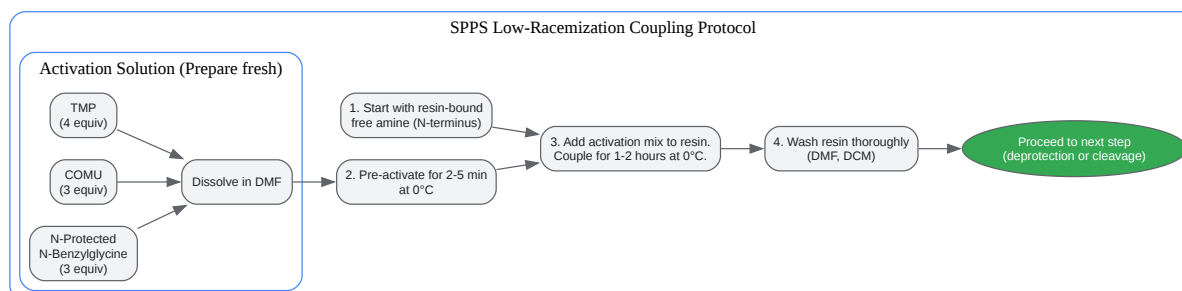 SPPS Low-Racemization Coupling Protocol
Activation Solution (Prepare fresh)
TMP
(4 equiv)
COMU
(3 equiv)
N-Protected
N-Benzylglycine
(3 equiv)
Dissolve in DMF
1. Start with resin-bound
free amine (N-terminus)
2. Pre-activate for 2-5 min
at 0°C
3. Add activation mix to resin.
Couple for 1-2 hours at 0°C.
4. Wash resin thoroughly
(DMF, DCM)
Proceed to next step
(deprotection or cleavage)